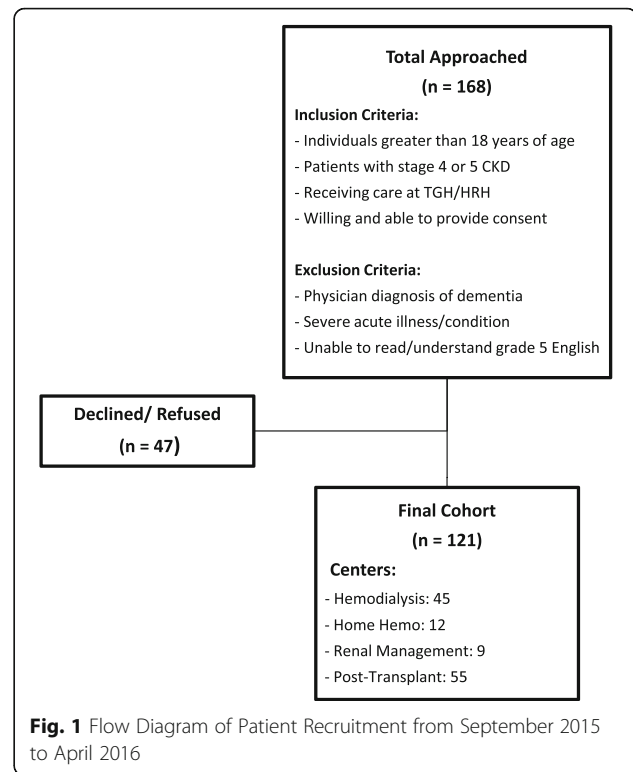 Total Approached
(n = 168)
Inclusion Criteria:
- Individuals greater than 18 years of age
- Patients with stage 4 or 5 CKD
- Receiving care at TGH/HRH
- Willing and able to provide consent
Exclusion Criteria:
- Physician diagnosis of dementia
- Severe acute illness/condition
- Unable to read/understand grade 5 English
Declined/ Refused
(n = 47)
Final Cohort
(n = 121)
Centers:
- Hemodialysis: 45
- Home Hemo: 12
- Renal Management: 9
- Post-Transplant: 55
Fig. 1 Flow Diagram of Patient Recruitment from September 2015
to April 2016